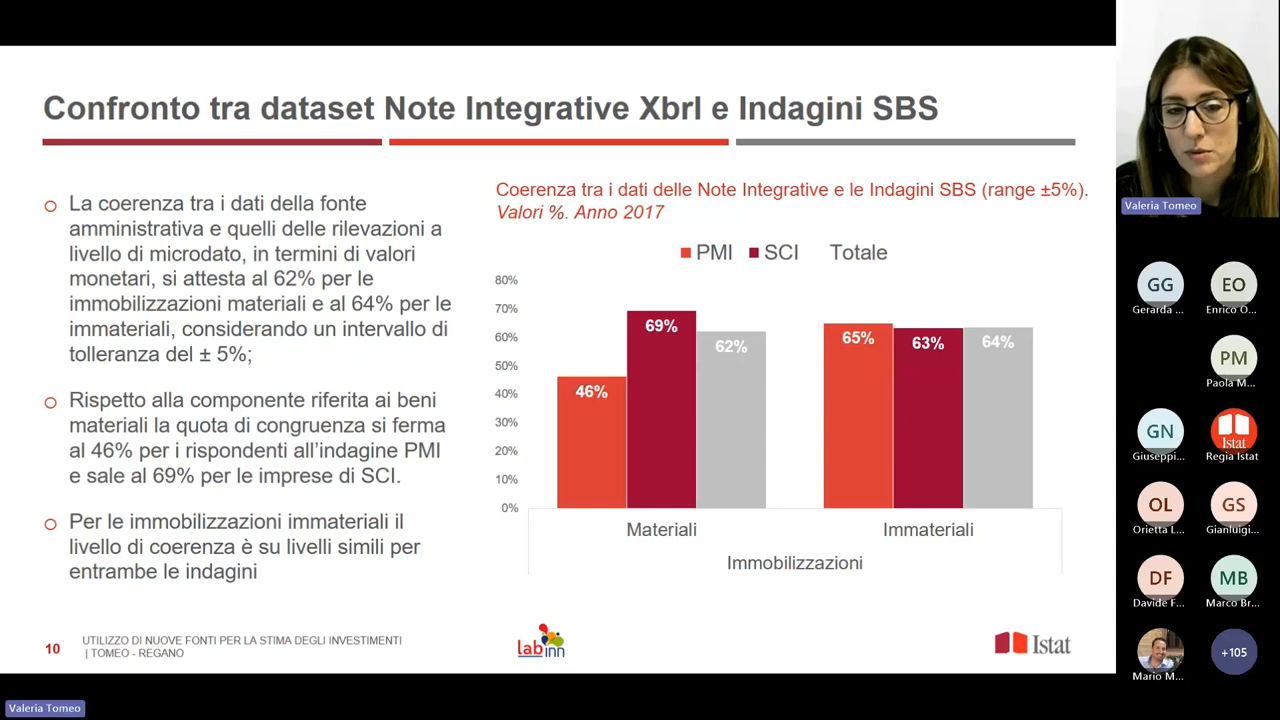 Confronto tra dataset Note Integrative Xbrl e Indagini SBS
La coerenza tra i dati della fonte
amministrativa e quelli delle rilevazioni a
livello di microdato, in termini di valori
monetari, si attesta al 62% per le
immobilizzazioni materiali e al 64% per le
immateriali, considerando un intervallo di
tolleranza del ± 5%;
Rispetto alla componente riferita ai beni
materiali la quota di congruenza si ferma
al 46% per i rispondenti all’indagine PMI
e sale al 69% per le imprese di SCI.
Per le immobilizzazioni immateriali il
livello di coerenza è su livelli simili per
entrambe le indagini
Coerenza tra i dati delle Note Integrative e le Indagini SBS (range ±5%).
Valori %. Anno 2017
PMI SCI Totale
80%
70%
60%
50%
40%
30%
20%
10%
0%
46%
69%
62%
65%
63%
64%
Materiali
Immateriali
Immobilizzazioni
10
UTILIZZO DI NUOVE FONTI PER LA STIMA DEGLI INVESTIMENTI
| TOMEO - REGANO
labinn
Istat
Valeria Tomeo
GG
Gerarda ...
EO
Enrico O...
PM
Paola M...
GN
Giuseppi...
Istat
Regia Istat
OL
Orietta L...
GS
Gianluigi...
DF
Davide F...
MB
Marco Br...
Mario M...
+105
Valeria Tomeo